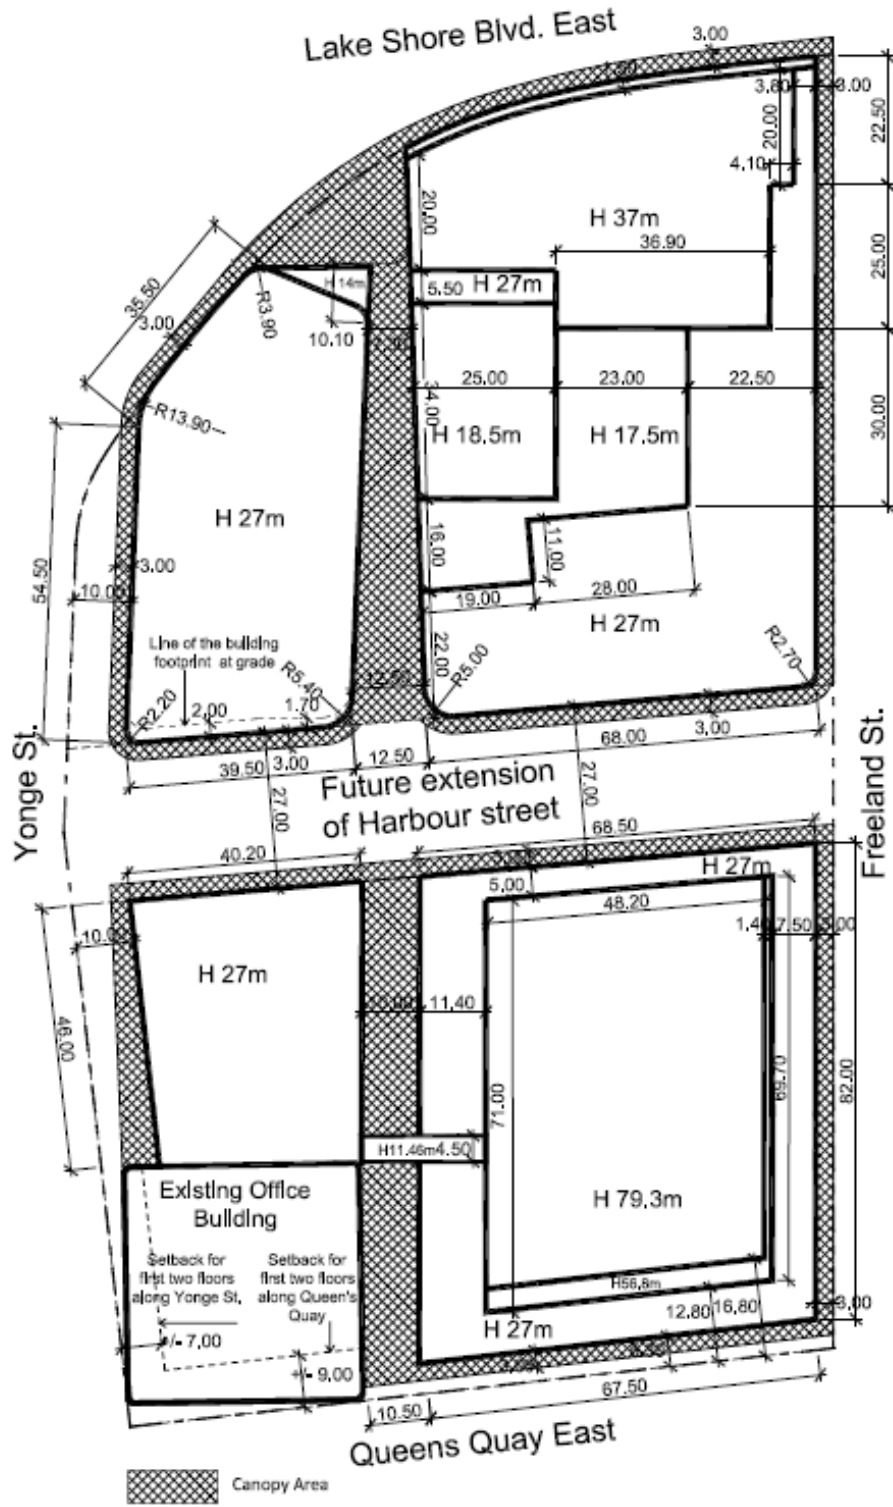 Lake Shore Blvd. East
3.00
3.80
3.00
20.00
22.50
4.10
20.00
H 37m
36.90
25.00
35.50
H 14m
5.50
H 27m
R3.90
3.00
10.10
25.00
23.00
22.50
34.00
30.00
R13.90
H 18.5m
H 17.5m
H 27m
54.50
3.00
16.00
11.00
10.00
19.00
28.00
H 27m
Line of the building
footprint at grade
22.00
R5.00
R2.70
R5.40
R2.20
2.00
1.70
12.50
Yonge St.
39.50
3.00
12.50
68.00
3.00
Freeland St.
27.00
Future extension
of Harbour street
27.00
68.50
40.20
H 27m
5.00
48.20
10.00
1.40
7.50
3.00
H 27m
11.40
46.00
71.00
69.70
82.00
H11.46m
4.50
Existing Office
Building
H 79.3m
Setback for
first two floors
along Yonge St.
Setback for
first two floors
along Queen's
Quay
H56.8m
12.80
16.80
3.00
+/- 7.00
H 27m
+/- 9.00
10.50
67.50
Queens Quay East
Canopy Area